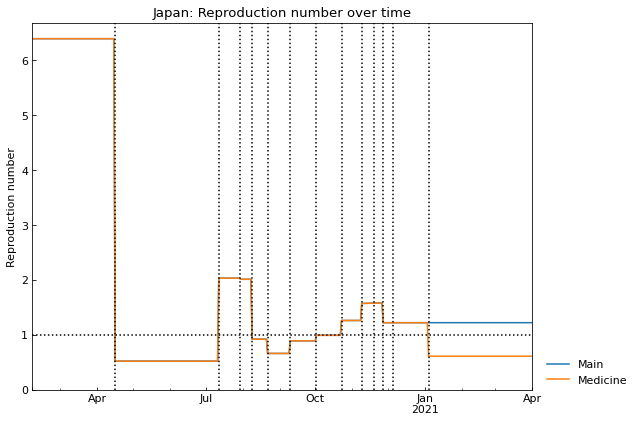 Japan: Reproduction number over time
Reproduction number
6
5
4
3
2
1
0
Apr
Jul
Oct
Jan
2021
Apr
Main
Medicine